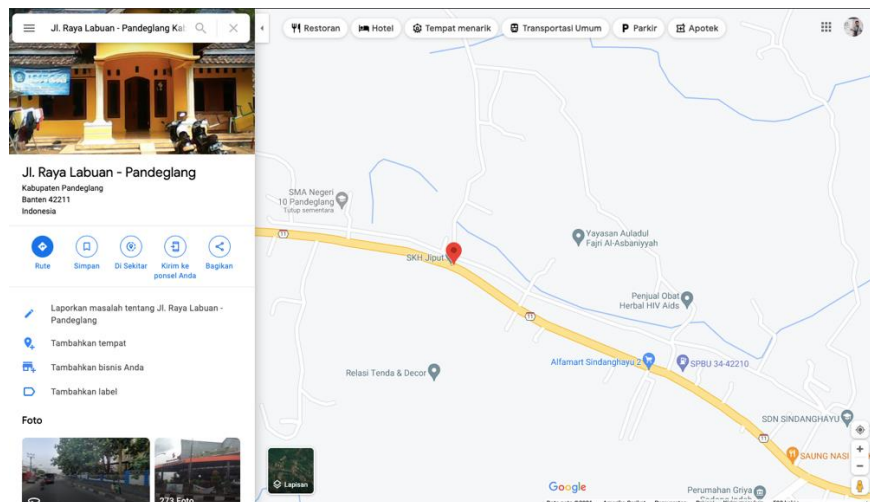 Jl. Raya Labuan - Pandeglang Kab
Restoran
Hotel
Tempat menarik
Transportasi Umum
P Parkir
Apotek
Jl. Raya Labuan - Pandeglang
Kabupaten Pandeglang
Banten 42211
Indonesia
Rute
Simpan
Di Sekitar
Kirim ke
ponsel Anda
Bagikan
Laporkan masalah tentang Jl. Raya Labuan -
Pandeglang
Tambahkan tempat
Tambahkan bisnis Anda
Tambahkan label
Foto
273 Foto
SMA Negeri
10 Pandeglang
Tutup sementara
SKH Jiput
Yayasan Auladul
Fajri Al-Asbaniyyah
Penjual Obat
Herbal HIV Aids
Alfamart Sindanghayu 2
SPBU 34-42210
Relasi Tenda & Decor
SDN SINDANGHAYU
SAUNG NASI
Perumahan Griya
Lapisan
Google